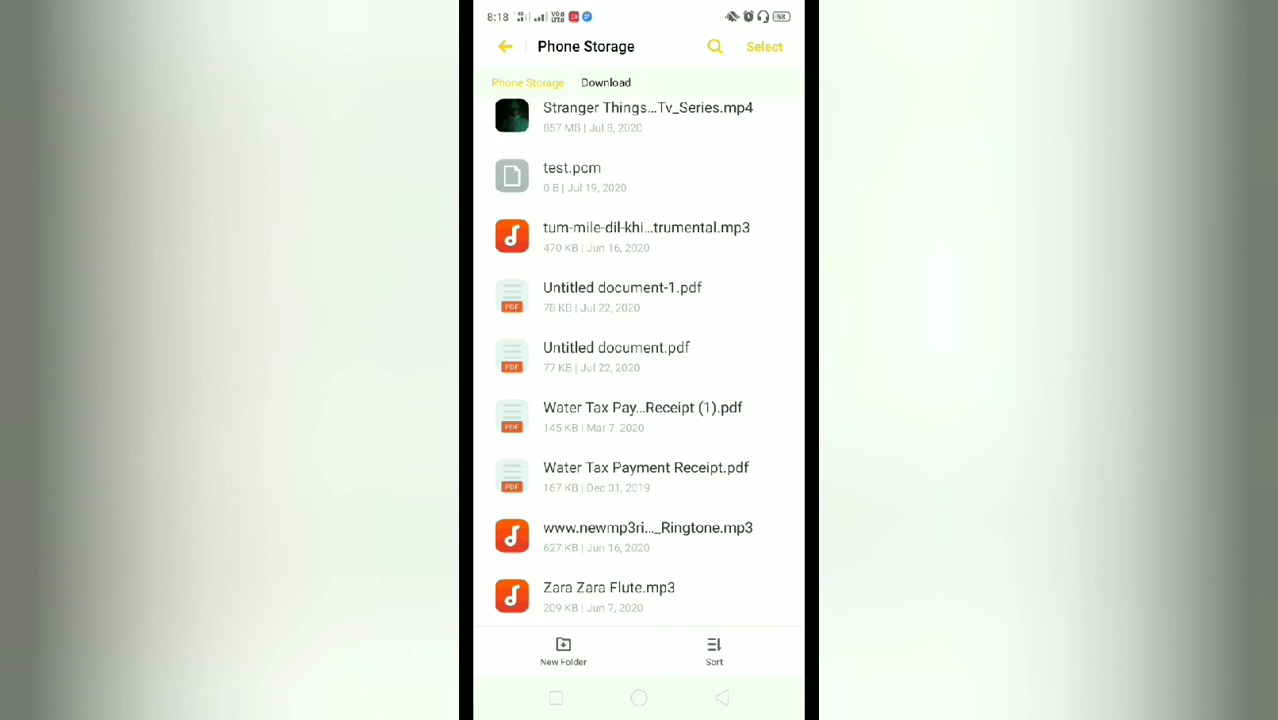 8:18
Phone Storage
Select
Phone Storage
Download
Stranger Things...Tv_Series.mp4
857 MB | Jul 8, 2020
test.pcm
0 B | Jul 19, 2020
tum-mile-dil-khi...trumental.mp3
470 KB | Jun 16, 2020
Untitled document-1.pdf
PDF
78 KB | Jul 22, 2020
Untitled document.pdf
PDF
77 KB | Jul 22, 2020
Water Tax Pay...Receipt (1).pdf
PDF
145 KB | Mar 7, 2020
Water Tax Payment Receipt.pdf
PDF
167 KB | Dec 31, 2019
www.newmp3ri..._Ringtone.mp3
627 KB | Jun 16, 2020
Zara Zara Flute.mp3
209 KB | Jun 7, 2020
New Folder
Sort